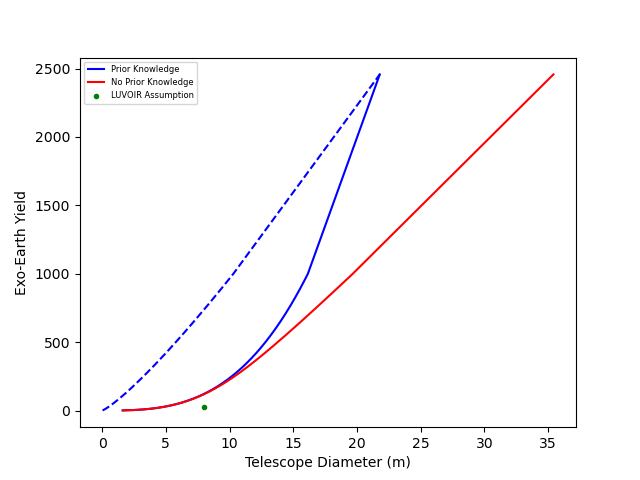 Prior Knowledge
No Prior Knowledge
LUVOIR Assumption
2500
2000
1500
1000
500
0
Exo-Earth Yield
0 5 10 15 20 25 30 35
Telescope Diameter (m)